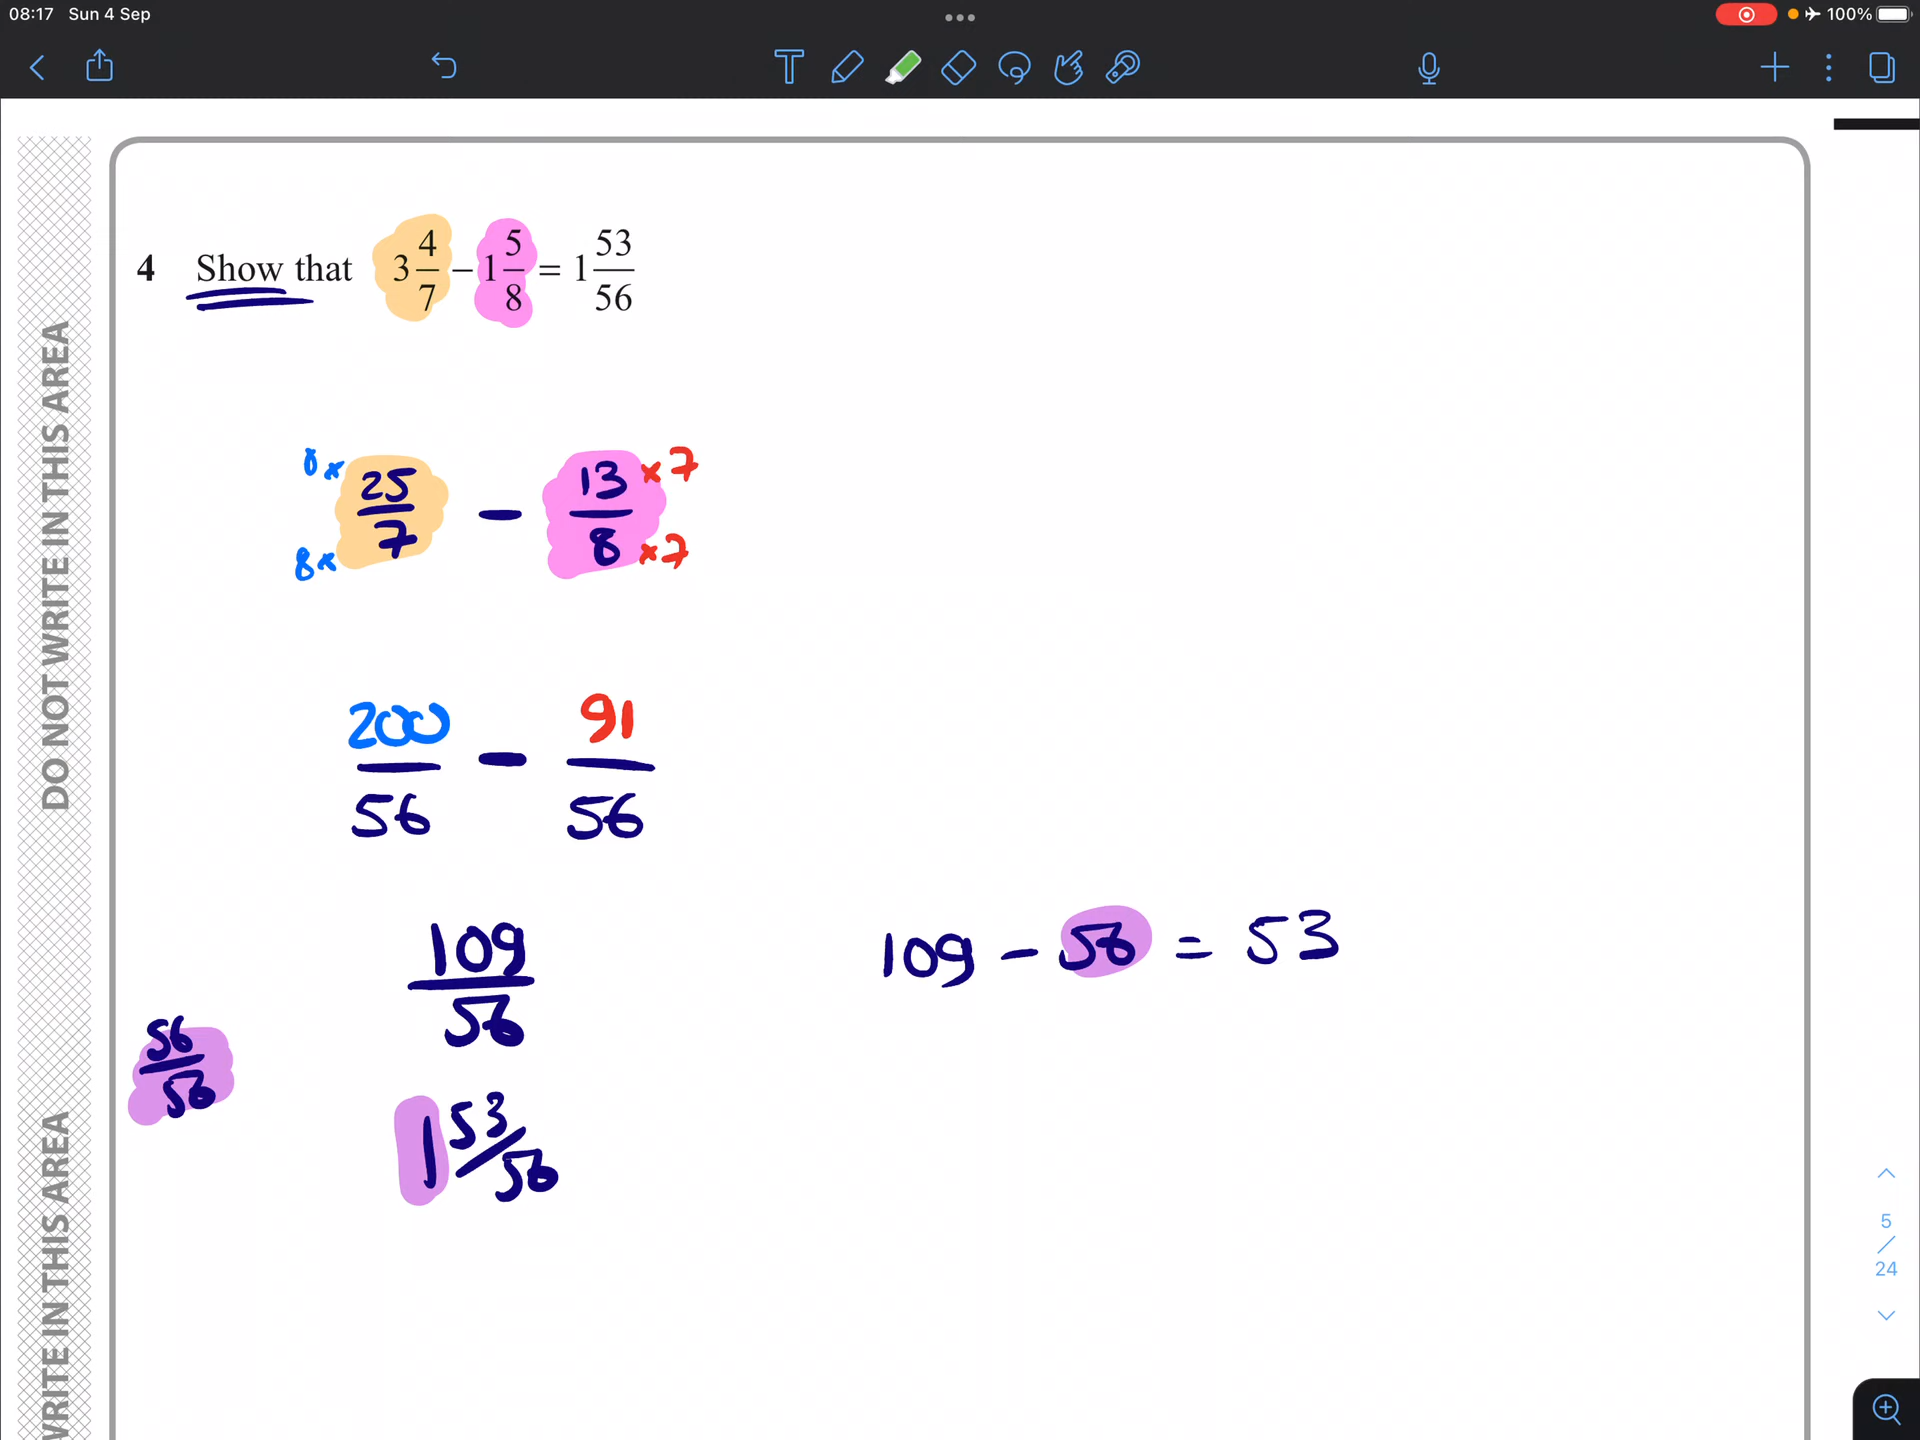 08:17 Sun 4 Sep
100%
DO NOT WRITE IN THIS AREA
WRITE IN THIS AREA
4 Show that 3 4/7 − 1 5/8 = 1 53/56
8× 25/7 8× − 13/8 ×7 ×7
200/56 − 91/56
109/56
109 − 56 = 53
56/56
1 53/56
5
/
24